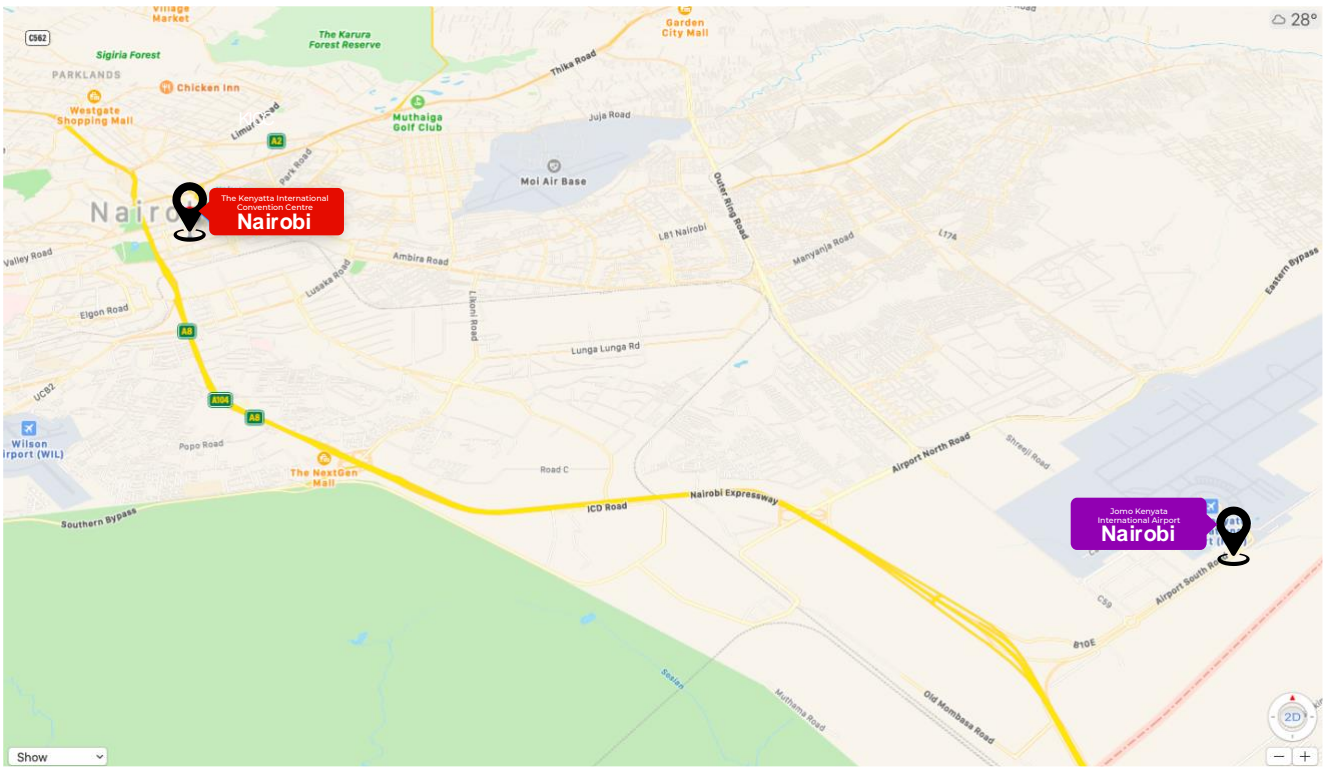 Village
Market
Garden
City Mall
28°
C562
The Karura
Forest Reserve
Sigiria Forest
Thika Road
PARKLANDS
Chicken Inn
Westgate
Shopping Mall
Muthaiga
Golf Club
Juja Road
A2
Park Road
Moi Air Base
Outer Ring Road
The Kenyatta International
Convention Centre
Nairobi
L81 Nairobi
L174
Manyanja Road
Valley Road
Ambira Road
Eastern Bypass
Lusaka Road
Likoni Road
Elgon Road
A8
Lunga Lunga Rd
UCB2
A104
A8
Wilson
Popo Road
Airport North Road
Shreeji Road
The NextGen
Mall
Road C
Nairobi Expressway
ICD Road
Southern Bypass
Jomo Kenyata
International Airport
Nairobi
Airport South Road
C59
B10E
Sosian
Muthama Road
Old Mombasa Road
2D
Show